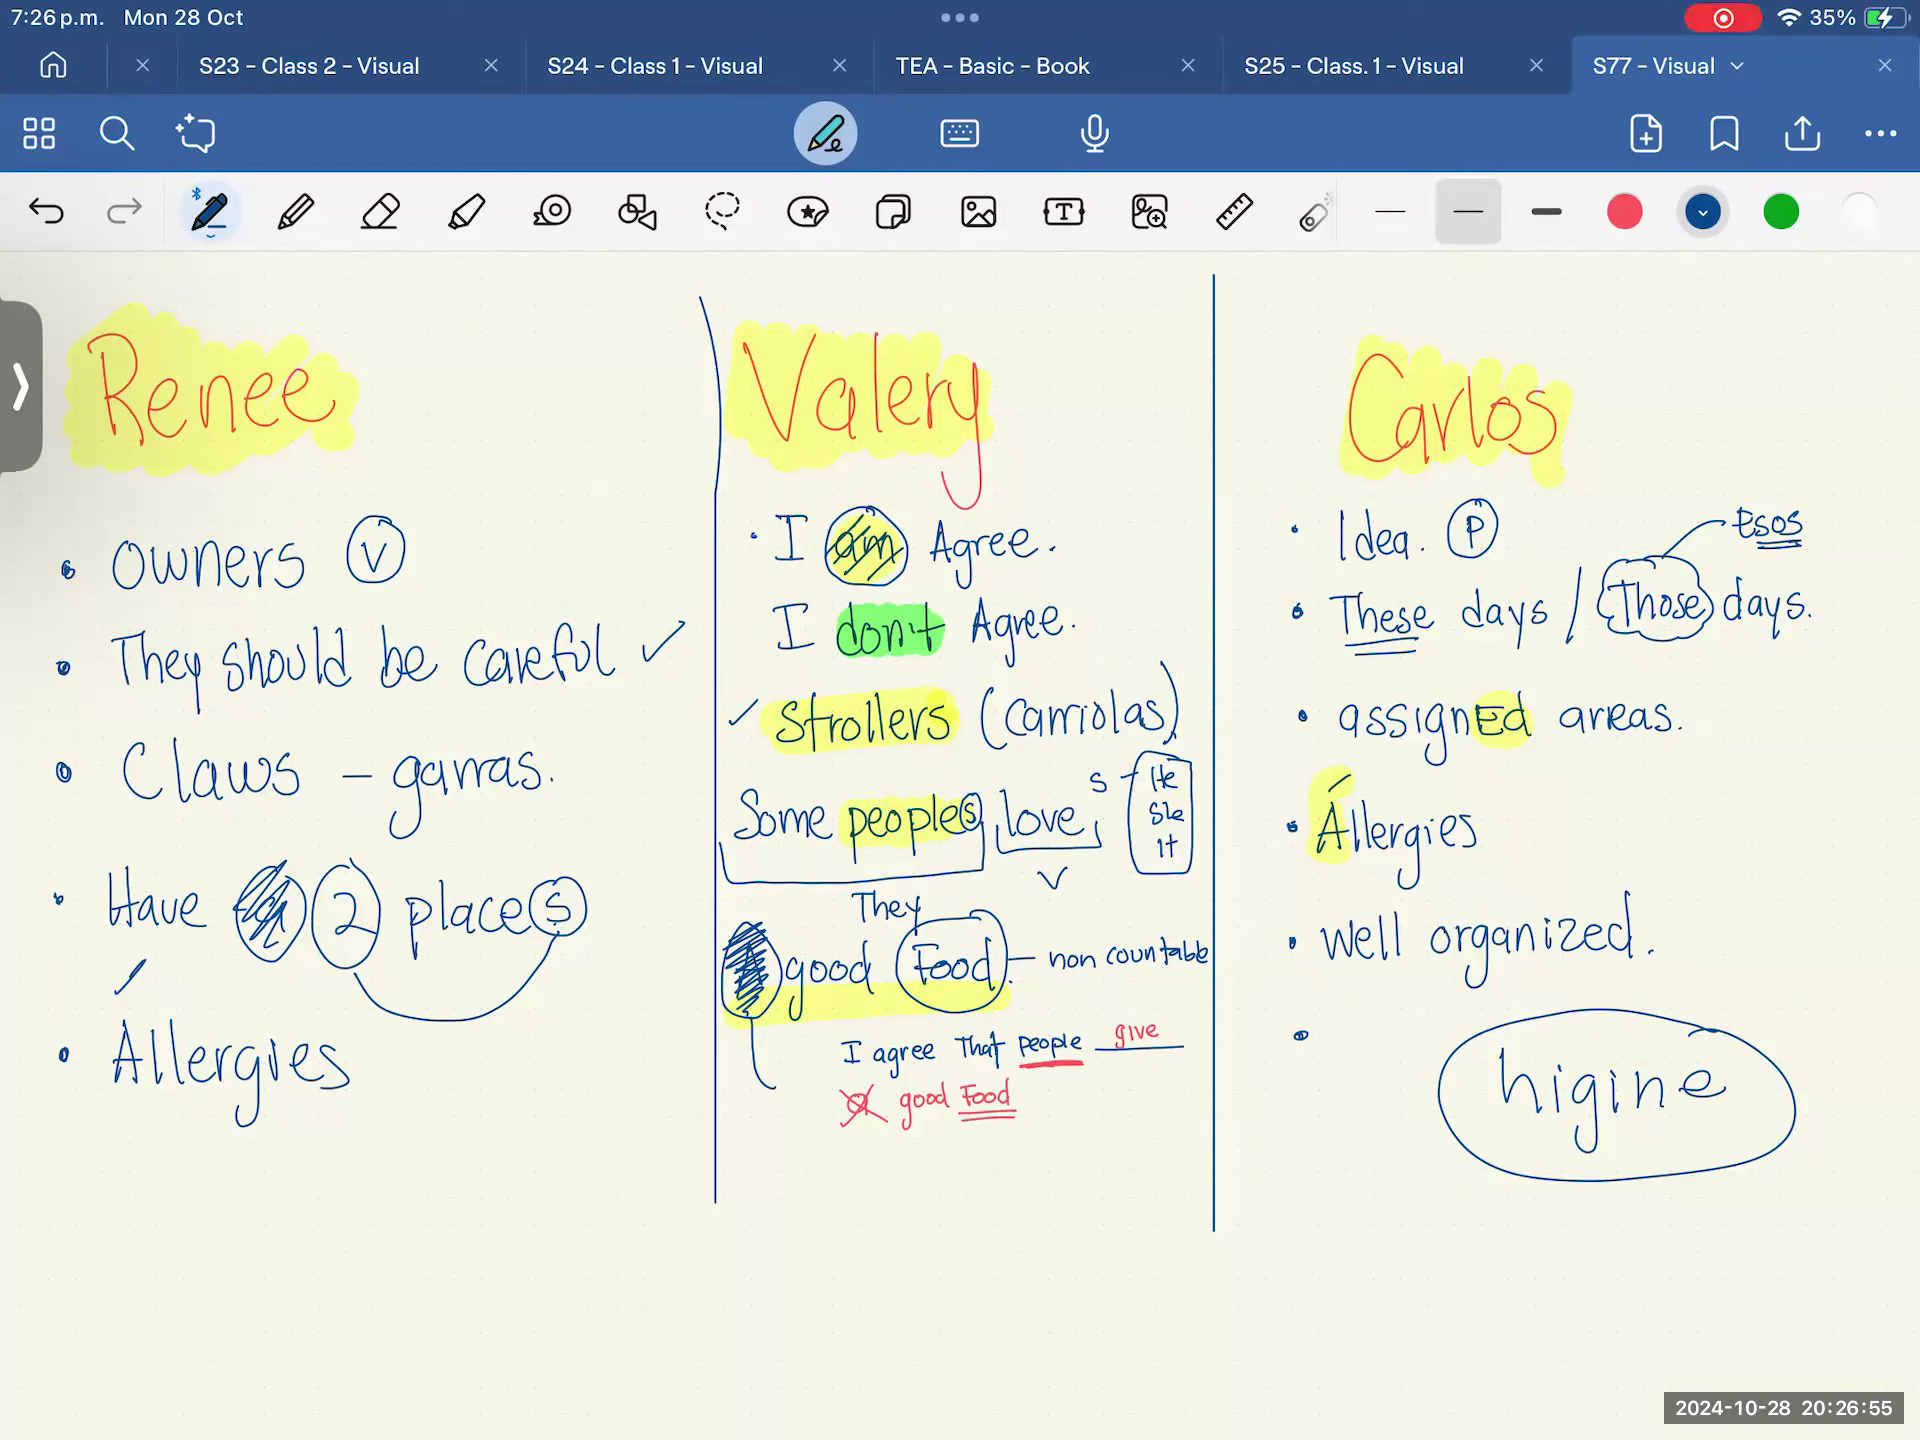 7:26 p.m. Mon 28 Oct
35%
S23 - Class 2 - Visual
S24 - Class 1 - Visual
TEA - Basic - Book
S25 - Class. 1 - Visual
S77 - Visual
Renee
• Owners (V)
• They should be careful ✓
• Claws – garras.
• Have a 2 places
• Állergies
Valery
• I am Agree.
I don't Agree.
✓ Strollers (Carriolas)
Some peoples love s – He
She
It
V
They
A good Food. – non countable
I agree That people give
a good Food
Carlos
• Idea. (P)
Esos
• These days / Those days.
• assignEd areas.
• Állergies
• well organized.
• higine
2024-10-28 20:26:55